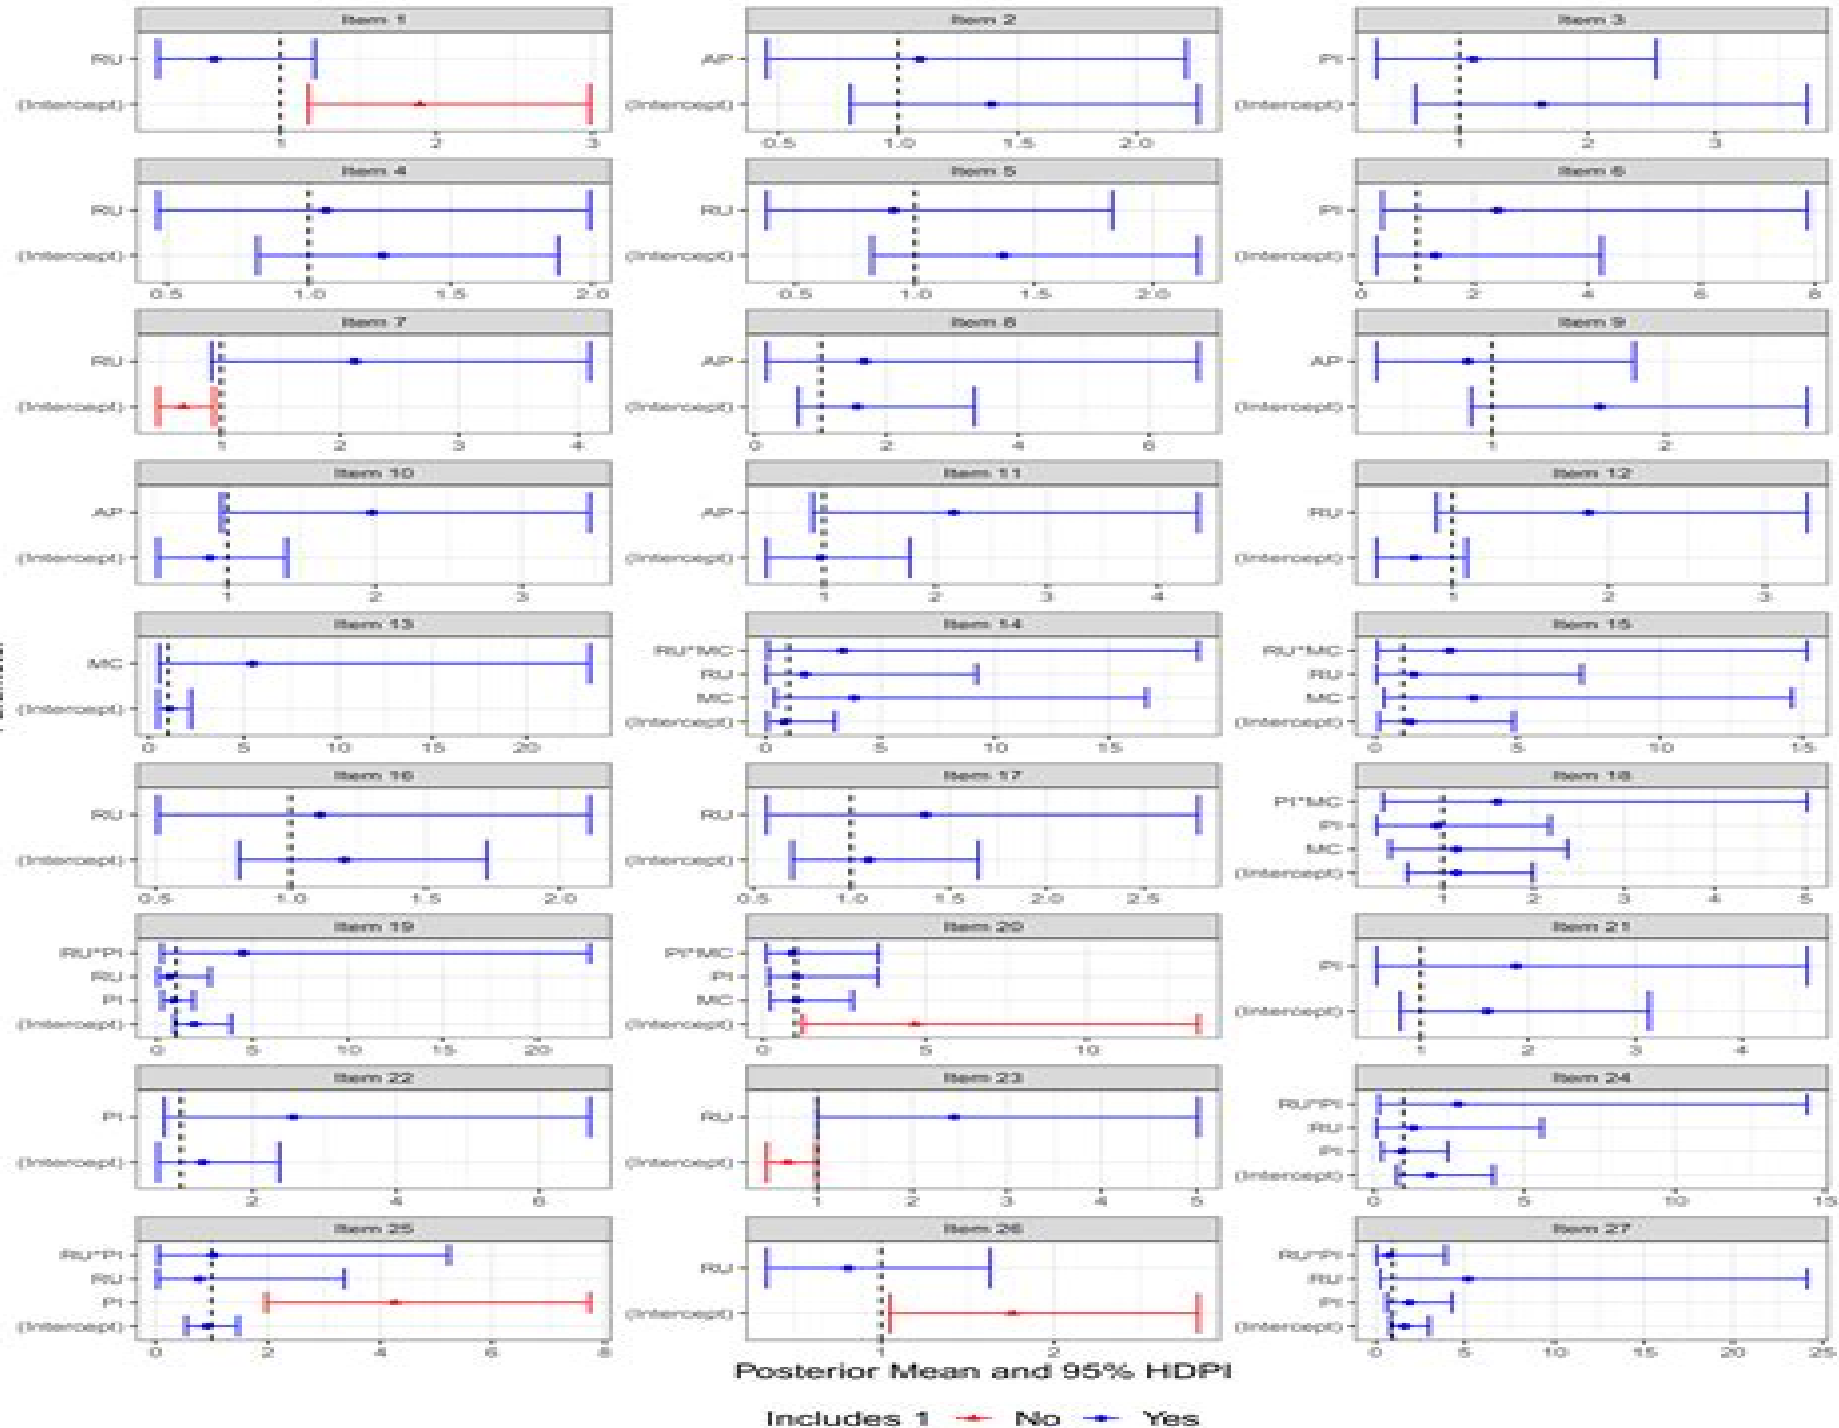 Item 1
Item 2
Item 3
RU
(Intercept)
1 2 3
AP
(Intercept)
0.5 1.0 1.5 2.0
PI
(Intercept)
1 2 3
Item 4
Item 5
Item 6
RU
(Intercept)
0.5 1.0 1.5 2.0
RU
(Intercept)
0.5 1.0 1.5 2.0
PI
(Intercept)
0 2 4 6 8
Item 7
Item 8
Item 9
RU
(Intercept)
1 2 3 4
AP
(Intercept)
0 2 4 6
AP
(Intercept)
1 2
Item 10
Item 11
Item 12
AP
(Intercept)
1 2 3
AP
(Intercept)
1 2 3 4
RU
(Intercept)
1 2 3
Item 13
Item 14
Item 15
MC
(Intercept)
0 5 10 15 20
RU*MC
RU
MC
(Intercept)
0 5 10 15
RU*MC
RU
MC
(Intercept)
0 5 10 15
Item 16
Item 17
Item 18
RU
(Intercept)
0.5 1.0 1.5 2.0
RU
(Intercept)
0.5 1.0 1.5 2.0 2.5
PI*MC
PI
MC
(Intercept)
1 2 3 4 5
Item 19
Item 20
Item 21
RU*PI
RU
PI
(Intercept)
0 5 10 15 20
PI*MC
PI
MC
(Intercept)
0 5 10
PI
(Intercept)
1 2 3 4
Item 22
Item 23
Item 24
PI
(Intercept)
2 4 6
RU
(Intercept)
1 2 3 4 5
RU*PI
RU
PI
(Intercept)
0 5 10 15
Item 25
Item 26
Item 27
RU*PI
RU
PI
(Intercept)
0 2 4 6 8
RU
(Intercept)
1 2
RU*PI
RU
PI
(Intercept)
0 5 10 15 20 25
Posterior Mean and 95% HDPI
Includes 1 No Yes